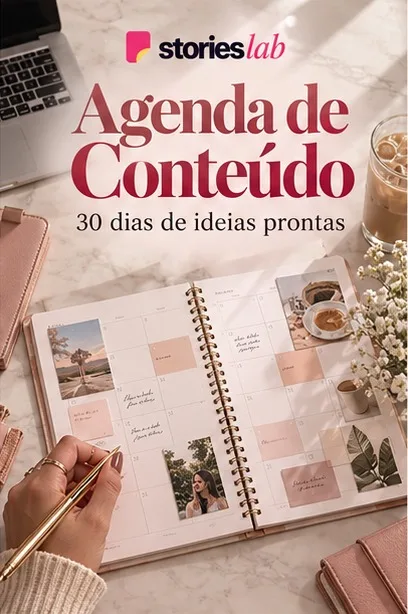 storieslab
Agenda de
Conteúdo
30 dias de ideias prontas